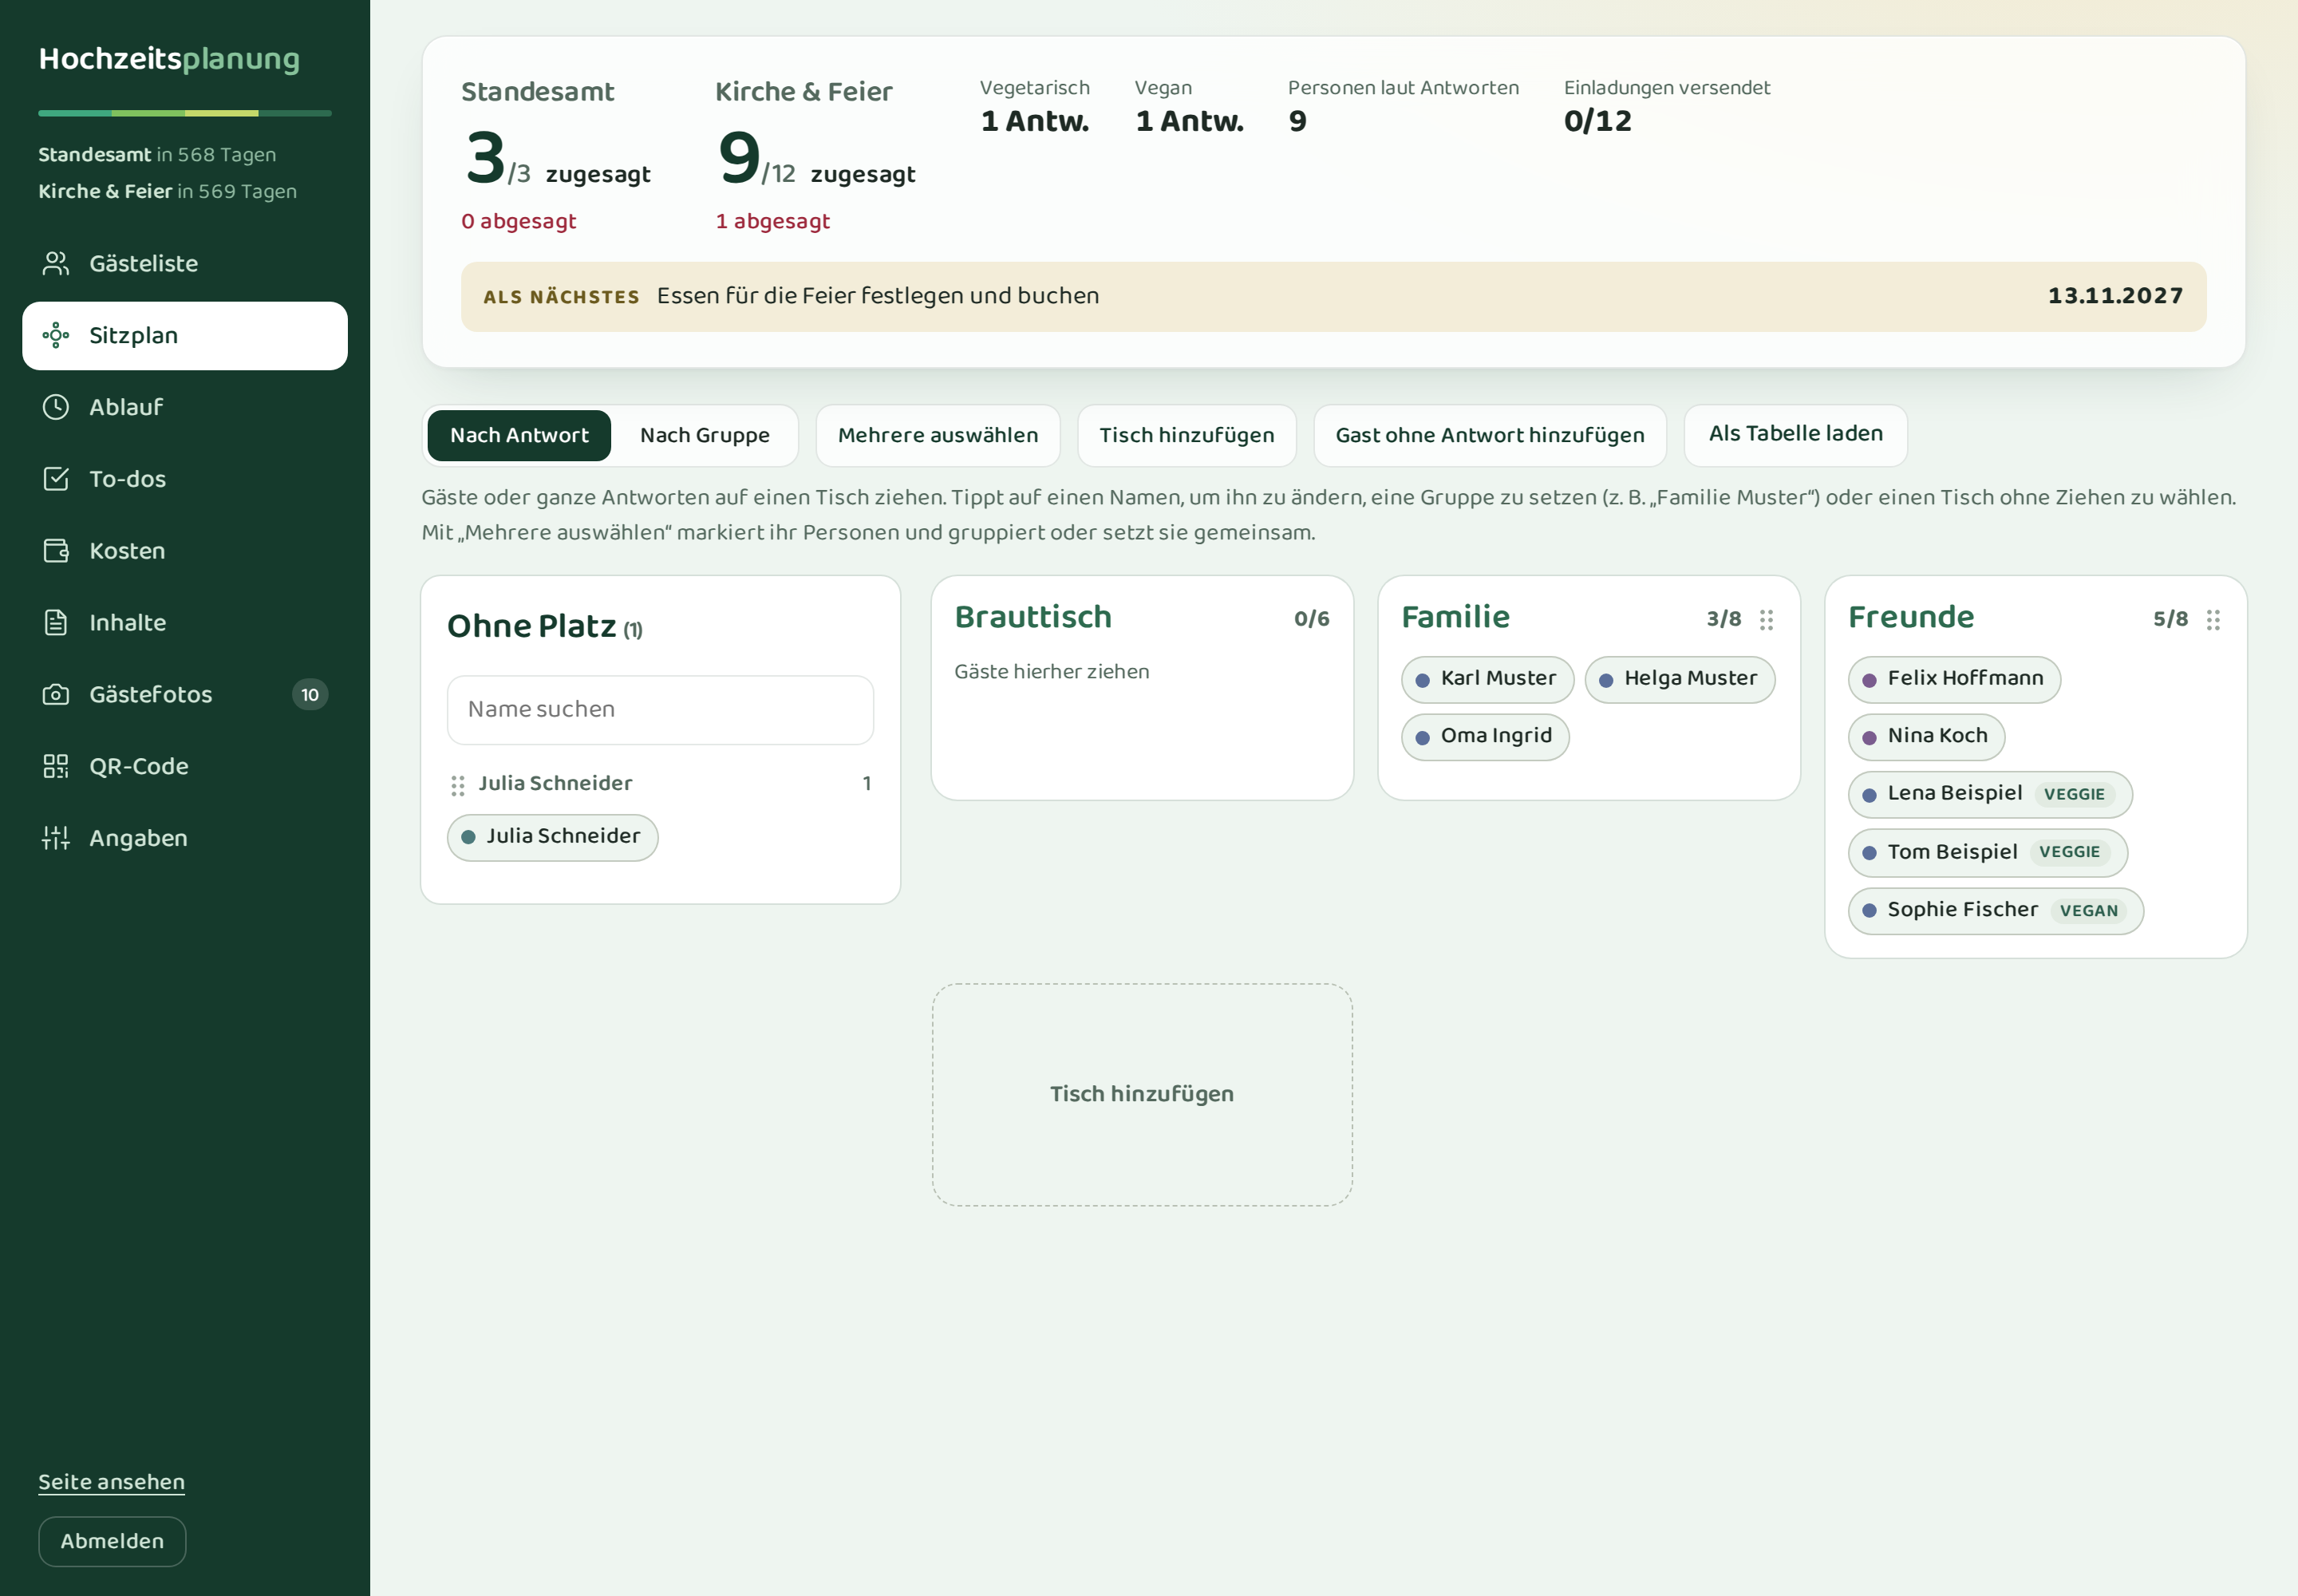 Hochzeitsplanung
Standesamt in 568 Tagen
Kirche & Feier in 569 Tagen
Gästeliste
Sitzplan
Ablauf
To-dos
Kosten
Inhalte
Gästefotos 10
QR-Code
Angaben
Seite ansehen
Abmelden
Standesamt
3/3 zugesagt
0 abgesagt
Kirche & Feier
9/12 zugesagt
1 abgesagt
Vegetarisch
1 Antw.
Vegan
1 Antw.
Personen laut Antworten
9
Einladungen versendet
0/12
ALS NÄCHSTES Essen für die Feier festlegen und buchen 13.11.2027
Nach Antwort Nach Gruppe Mehrere auswählen Tisch hinzufügen Gast ohne Antwort hinzufügen Als Tabelle laden
Gäste oder ganze Antworten auf einen Tisch ziehen. Tippt auf einen Namen, um ihn zu ändern, eine Gruppe zu setzen (z. B. „Familie Muster“) oder einen Tisch ohne Ziehen zu wählen.
Mit „Mehrere auswählen“ markiert ihr Personen und gruppiert oder setzt sie gemeinsam.
Ohne Platz (1)
Name suchen
Julia Schneider 1
Julia Schneider
Brauttisch 0/6
Gäste hierher ziehen
Familie 3/8
Karl Muster Helga Muster
Oma Ingrid
Freunde 5/8
Felix Hoffmann
Nina Koch
Lena Beispiel VEGGIE
Tom Beispiel VEGGIE
Sophie Fischer VEGAN
Tisch hinzufügen